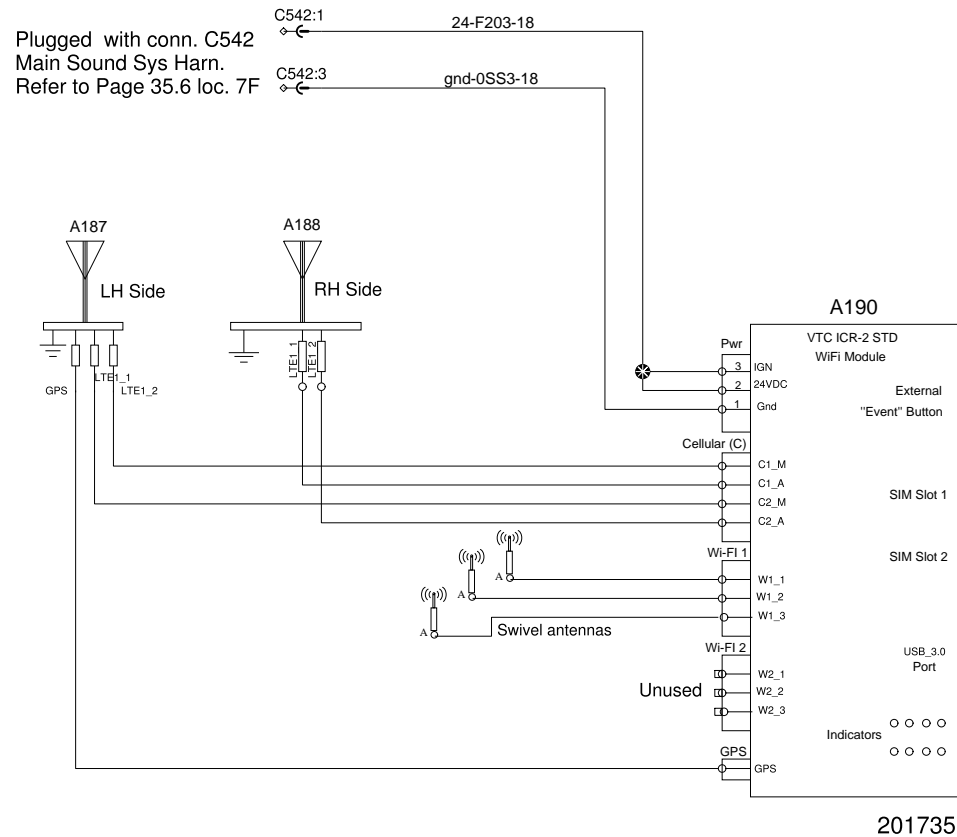 C542:1
24-F203-18
Plugged with conn. C542
Main Sound Sys Harn.
Refer to Page 35.6 loc. 7F
C542:3
gnd-0SS3-18
A187
A188
LH Side
RH Side
A190
VTC ICR-2 STD
WiFi Module
Pwr
3 IGN
2 24VDC
1 Gnd
External
"Event" Button
LTE1_1
LTE1_2
GPS
LTE1_1
LTE1_2
Cellular (C)
C1_M
C1_A
C2_M
C2_A
SIM Slot 1
SIM Slot 2
Wi-FI 1
W1_1
W1_2
W1_3
A
A
A
Swivel antennas
Wi-FI 2
W2_1
W2_2
W2_3
Unused
USB_3.0
Port
Indicators
GPS
GPS
201735